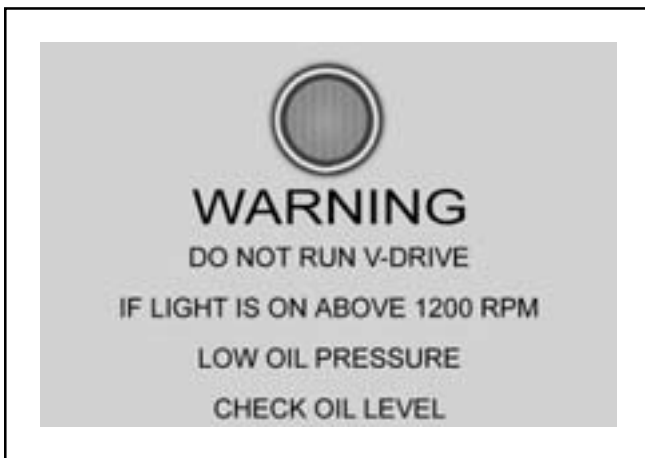 WARNING
DO NOT RUN V-DRIVE
IF LIGHT IS ON ABOVE 1200 RPM
LOW OIL PRESSURE
CHECK OIL LEVEL